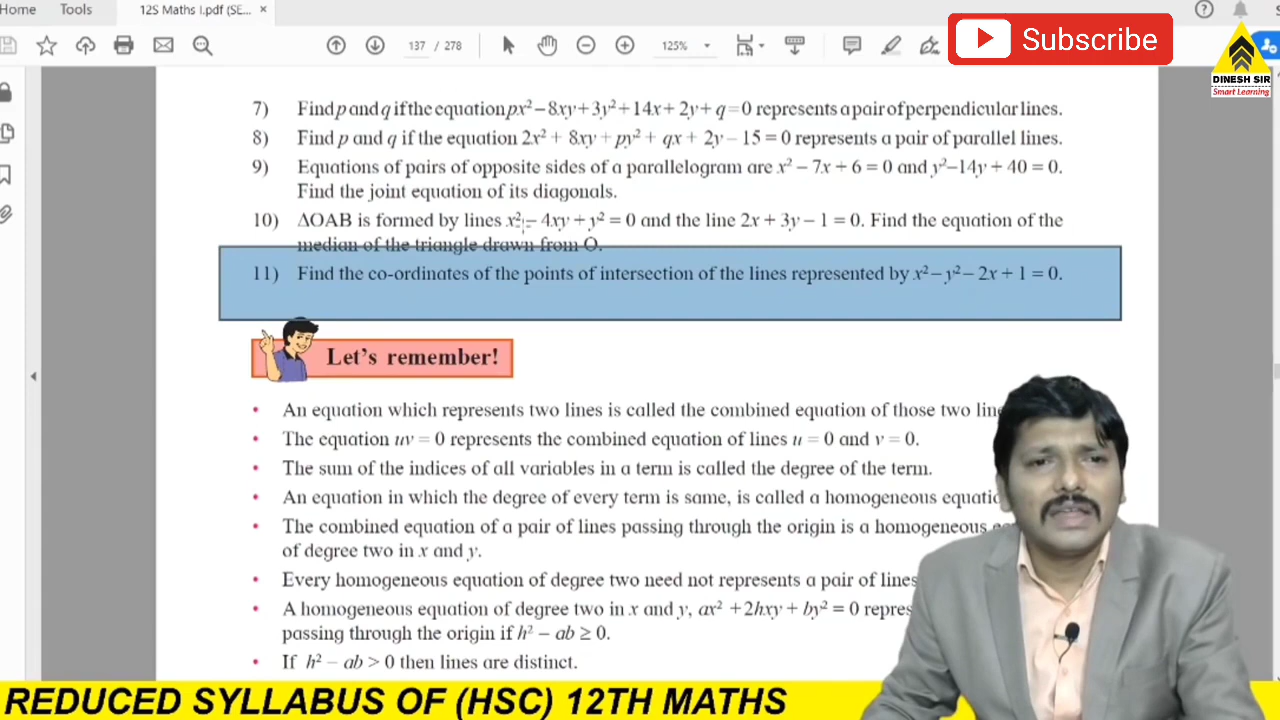 Home Tools 12S Maths I.pdf (SE... ×
137 / 278 125%
Subscribe
DINESH SIR
Smart Learning
7) Find p and q if the equation px² – 8xy + 3y² + 14x + 2y + q = 0 represents a pair of perpendicular lines.
8) Find p and q if the equation 2x² + 8xy + py² + qx + 2y – 15 = 0 represents a pair of parallel lines.
9) Equations of pairs of opposite sides of a parallelogram are x² – 7x + 6 = 0 and y² – 14y + 40 = 0.
Find the joint equation of its diagonals.
10) ΔOAB is formed by lines x² – 4xy + y² = 0 and the line 2x + 3y – 1 = 0. Find the equation of the
median of the triangle drawn from O.
11) Find the co-ordinates of the points of intersection of the lines represented by x² – y² – 2x + 1 = 0.
Let's remember!
• An equation which represents two lines is called the combined equation of those two
• The equation uv = 0 represents the combined equation of lines u = 0 and v = 0.
• The sum of the indices of all variables in a term is called the degree of the term.
• An equation in which the degree of every term is same, is called a homogeneous
• The combined equation of a pair of lines passing through the origin is a homogeneous
of degree two in x and y.
• Every homogeneous equation of degree two need not represents a pair of lines
• A homogeneous equation of degree two in x and y, ax² + 2hxy + by² = 0
passing through the origin if h² – ab ≥ 0.
• If h² – ab > 0 then lines are distinct.
REDUCED SYLLABUS OF (HSC) 12TH MATHS